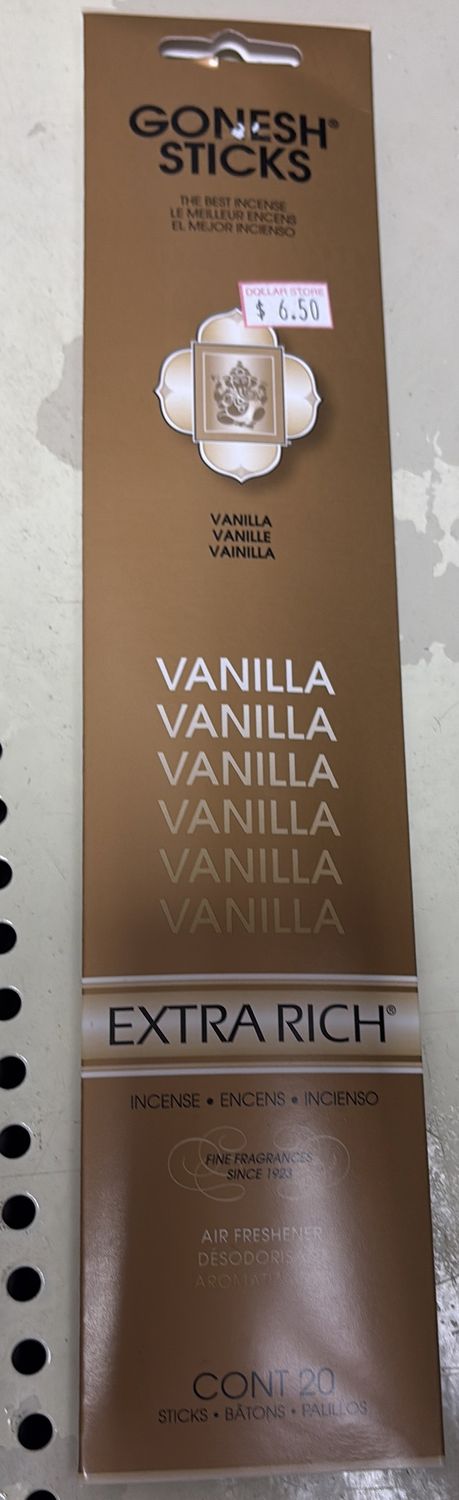 GONESH®
STICKS
THE BEST INCENSE
LE MEILLEUR ENCENS
EL MEJOR INCIENSO
DOLLAR STORE
$ 6.50
VANILLA
VANILLE
VAINILLA
VANILLA
VANILLA
VANILLA
VANILLA
VANILLA
VANILLA
EXTRA RICH®
INCENSE • ENCENS • INCIENSO
FINE FRAGRANCES
SINCE 1923
AIR FRESHENER
CONT 20
STICKS • BÂTONS • PALILLOS